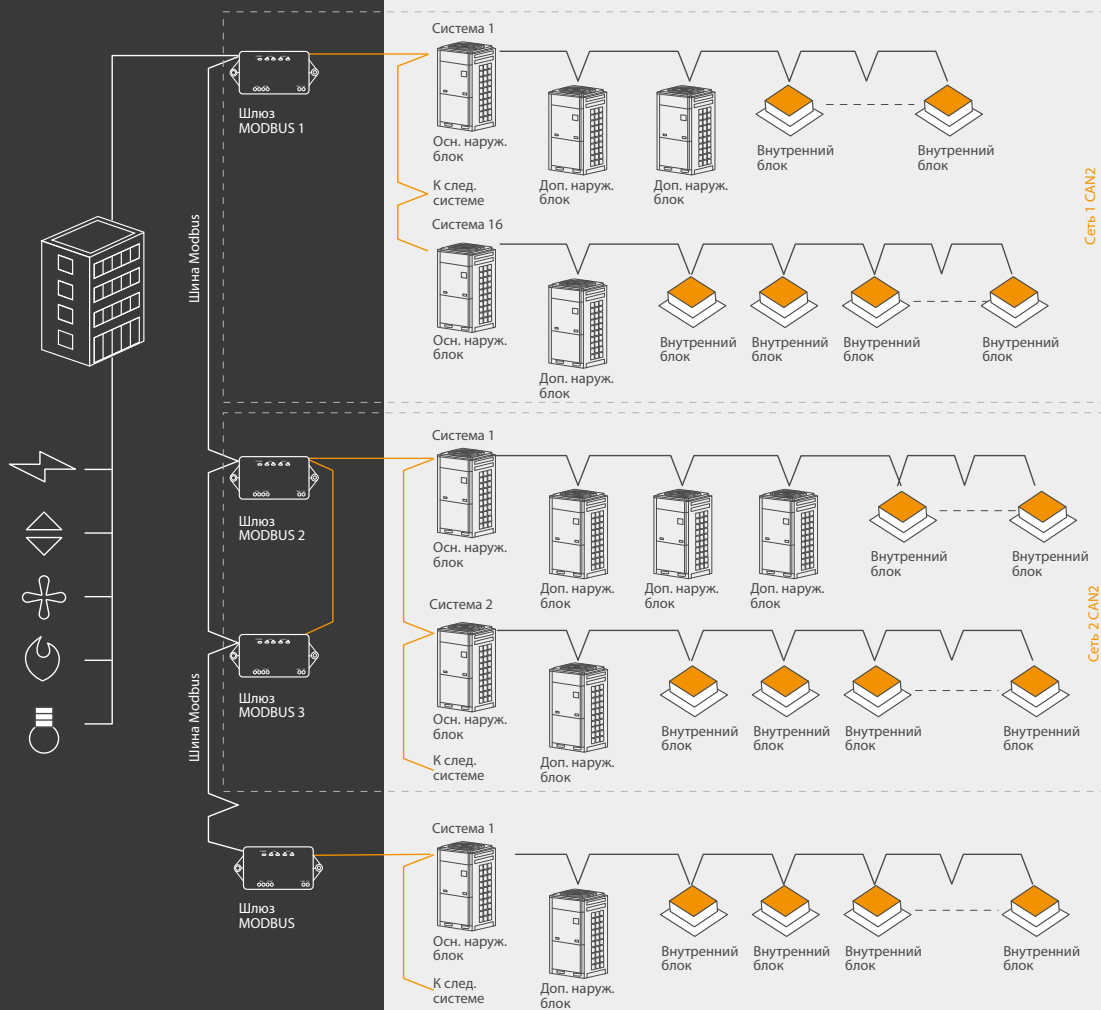 Система 1
Шлюз
MODBUS 1
Осн. наруж.
блок
Доп. наруж.
блок
Доп. наруж.
блок
Внутренний
блок
Внутренний
блок
К след.
системе
Сеть 1 CAN2
Шина Modbus
Система 16
Осн. наруж.
блок
Доп. наруж.
блок
Внутренний
блок
Внутренний
блок
Внутренний
блок
Внутренний
блок
Система 1
Шлюз
MODBUS 2
Осн. наруж.
блок
Доп. наруж.
блок
Доп. наруж.
блок
Доп. наруж.
блок
Внутренний
блок
Внутренний
блок
Сеть 2 CAN2
Система 2
Шлюз
MODBUS 3
Шина Modbus
Осн. наруж.
блок
Доп. наруж.
блок
Внутренний
блок
Внутренний
блок
Внутренний
блок
Внутренний
блок
К след.
системе
Система 1
Шлюз
MODBUS
Осн. наруж.
блок
Доп. наруж.
блок
Внутренний
блок
Внутренний
блок
Внутренний
блок
Внутренний
блок
К след.
системе